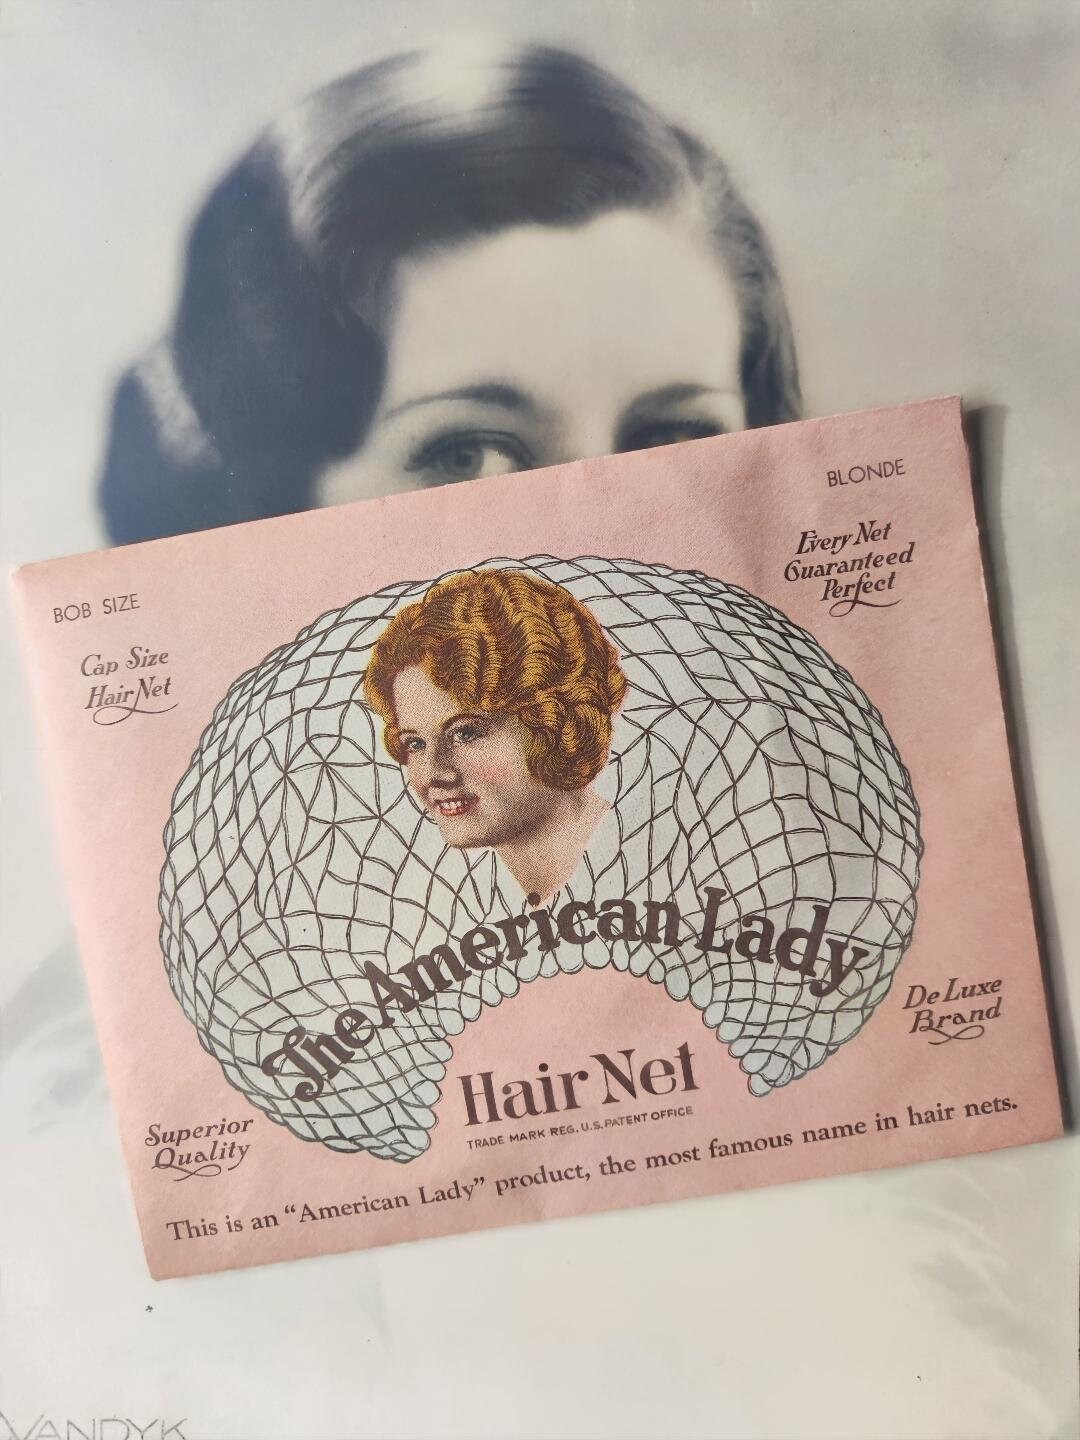 BLONDE
Every Net
Guaranteed
Perfect
BOB SIZE
Cap Size
Hair Net
The American Lady
Hair Net
TRADE MARK REG. U.S. PATENT OFFICE
De Luxe
Brand
Superior
Quality
This is an “American Lady” product, the most famous name in hair nets.
VANDYK